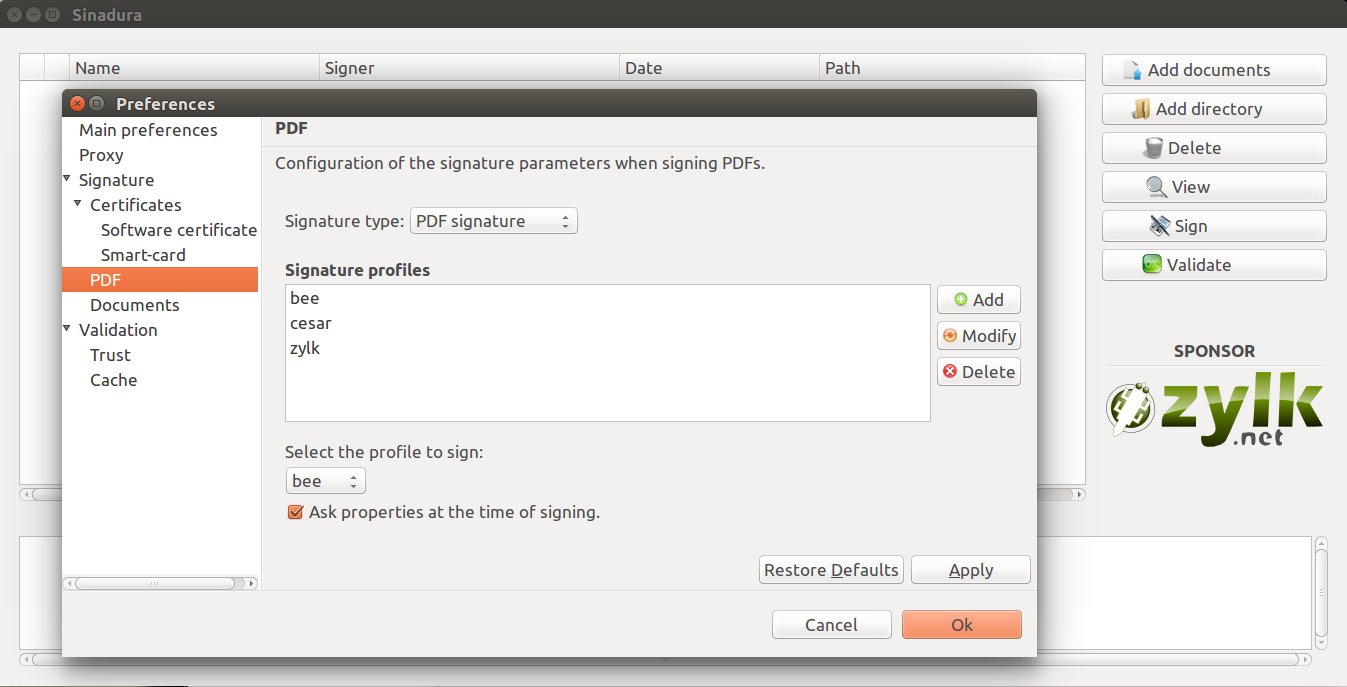 Sinadura
Name Signer Date Path
Add documents
Add directory
Delete
View
Sign
Validate
SPONSOR
zylk
.net
Preferences
Main preferences
Proxy
Signature
Certificates
Software certificate
Smart-card
PDF
Documents
Validation
Trust
Cache
PDF
Configuration of the signature parameters when signing PDFs.
Signature type: PDF signature
Signature profiles
bee
cesar
zylk
Add
Modify
Delete
Select the profile to sign:
bee
Ask properties at the time of signing.
Restore Defaults Apply
Cancel Ok